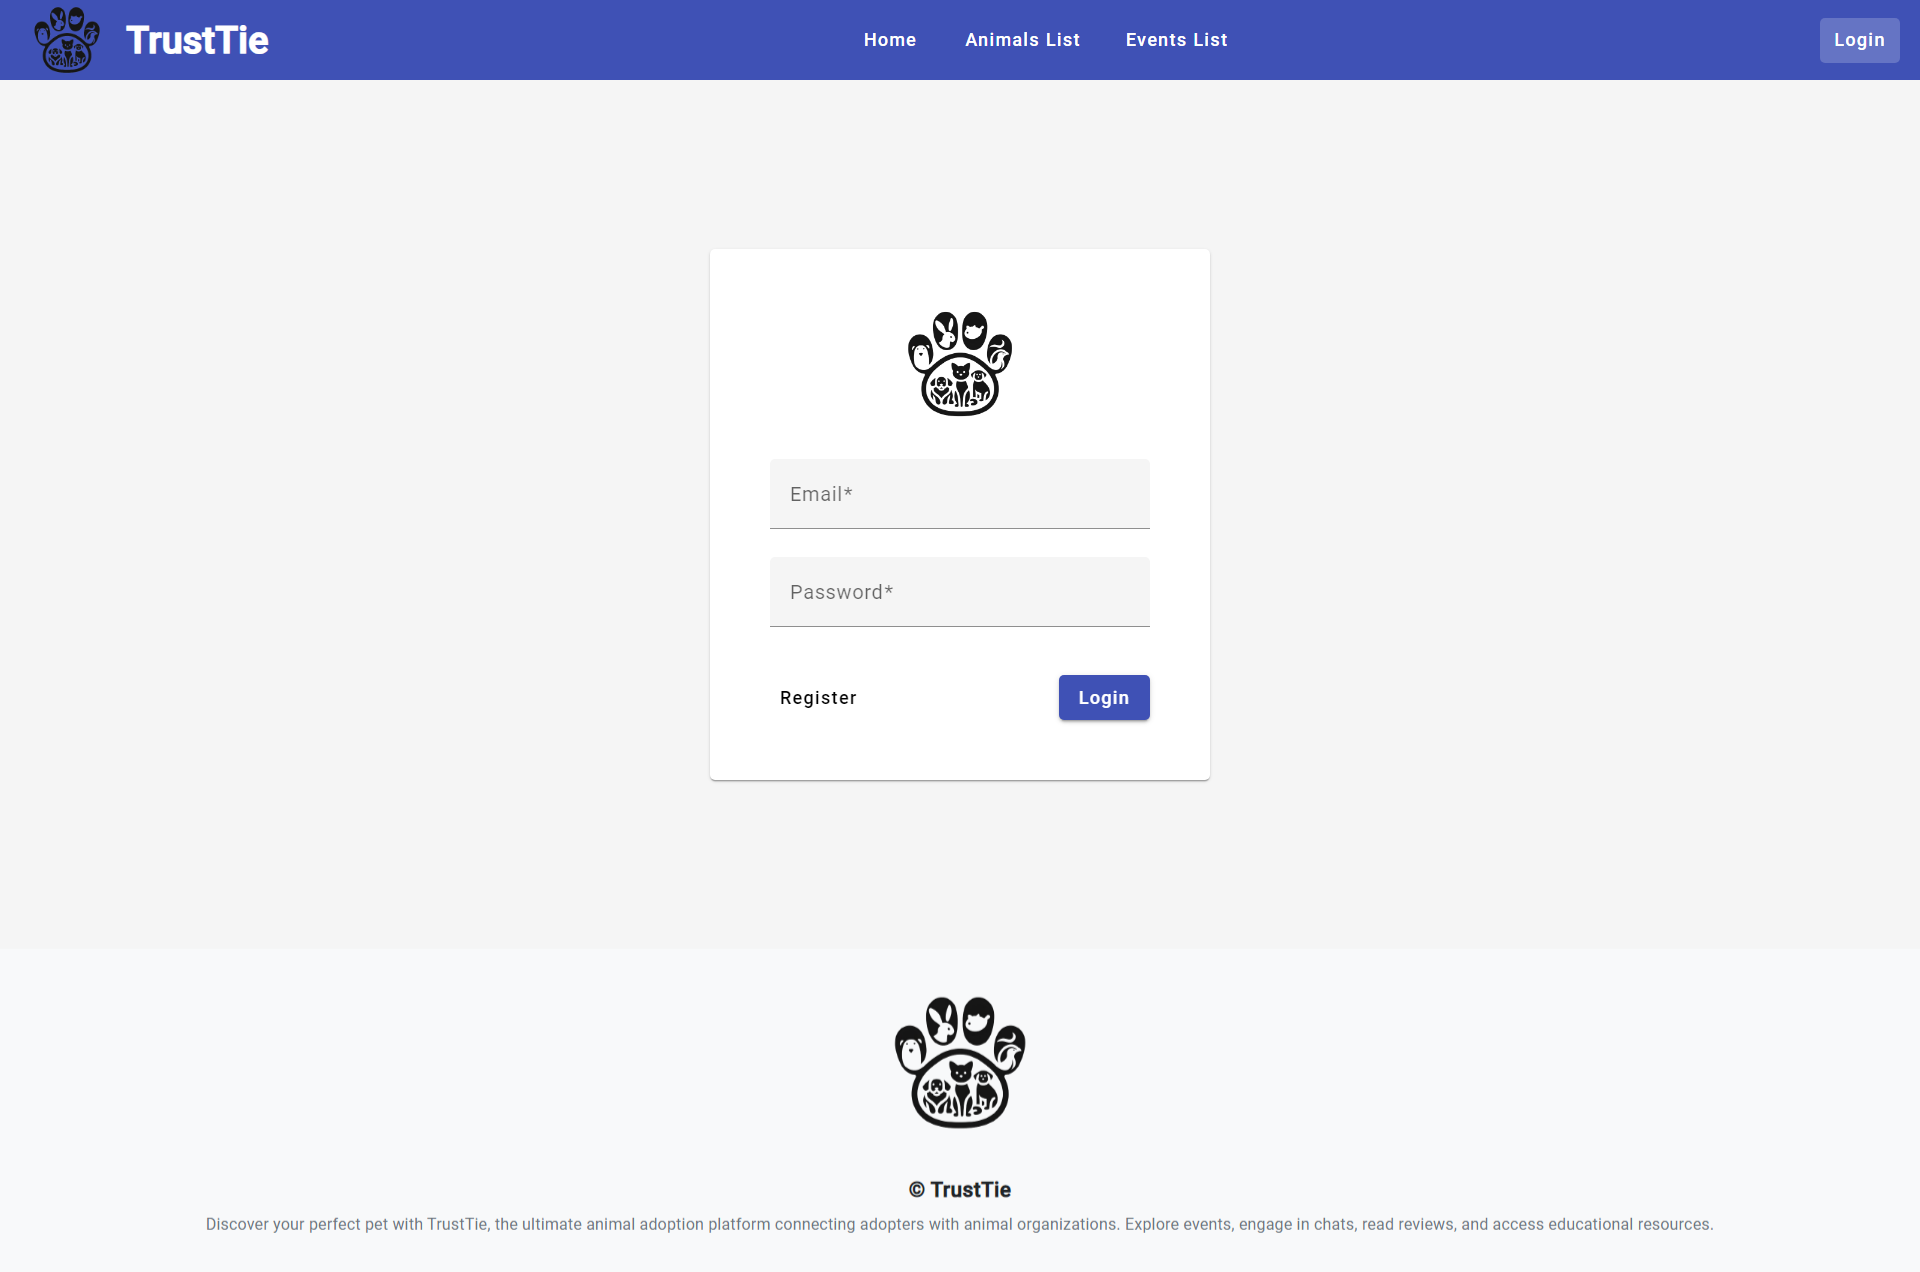 TrustTie
Home Animals List Events List
Login
Email*
Password*
Register Login
© TrustTie
Discover your perfect pet with TrustTie, the ultimate animal adoption platform connecting adopters with animal organizations. Explore events, engage in chats, read reviews, and access educational resources.